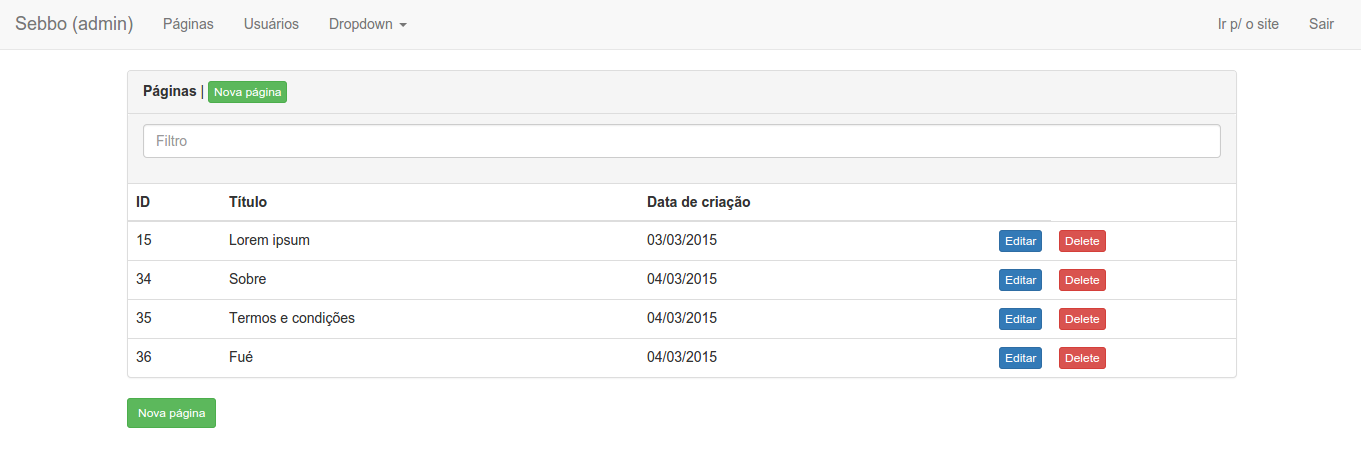 Sebbo (admin) Páginas Usuários Dropdown Ir p/ o site Sair
Páginas | Nova página
Filtro
ID Título Data de criação
15 Lorem ipsum 03/03/2015 Editar Delete
34 Sobre 04/03/2015 Editar Delete
35 Termos e condições 04/03/2015 Editar Delete
36 Fué 04/03/2015 Editar Delete
Nova página